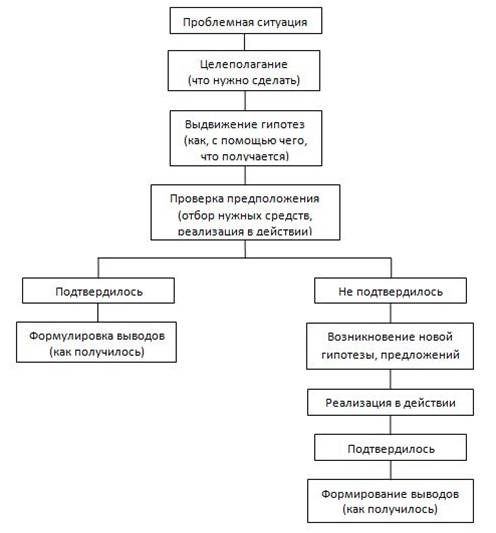 Проблемная ситуация
Целеполагание
(что нужно сделать)
Выдвижение гипотез
(как, с помощью чего,
что получается)
Проверка предположения
(отбор нужных средств,
реализация в действии)
Подтвердилось
Не подтвердилось
Формулировка выводов
(как получилось)
Возникновение новой
гипотезы, предложений
Реализация в действии
Подтвердилось
Формирование выводов
(как получилось)